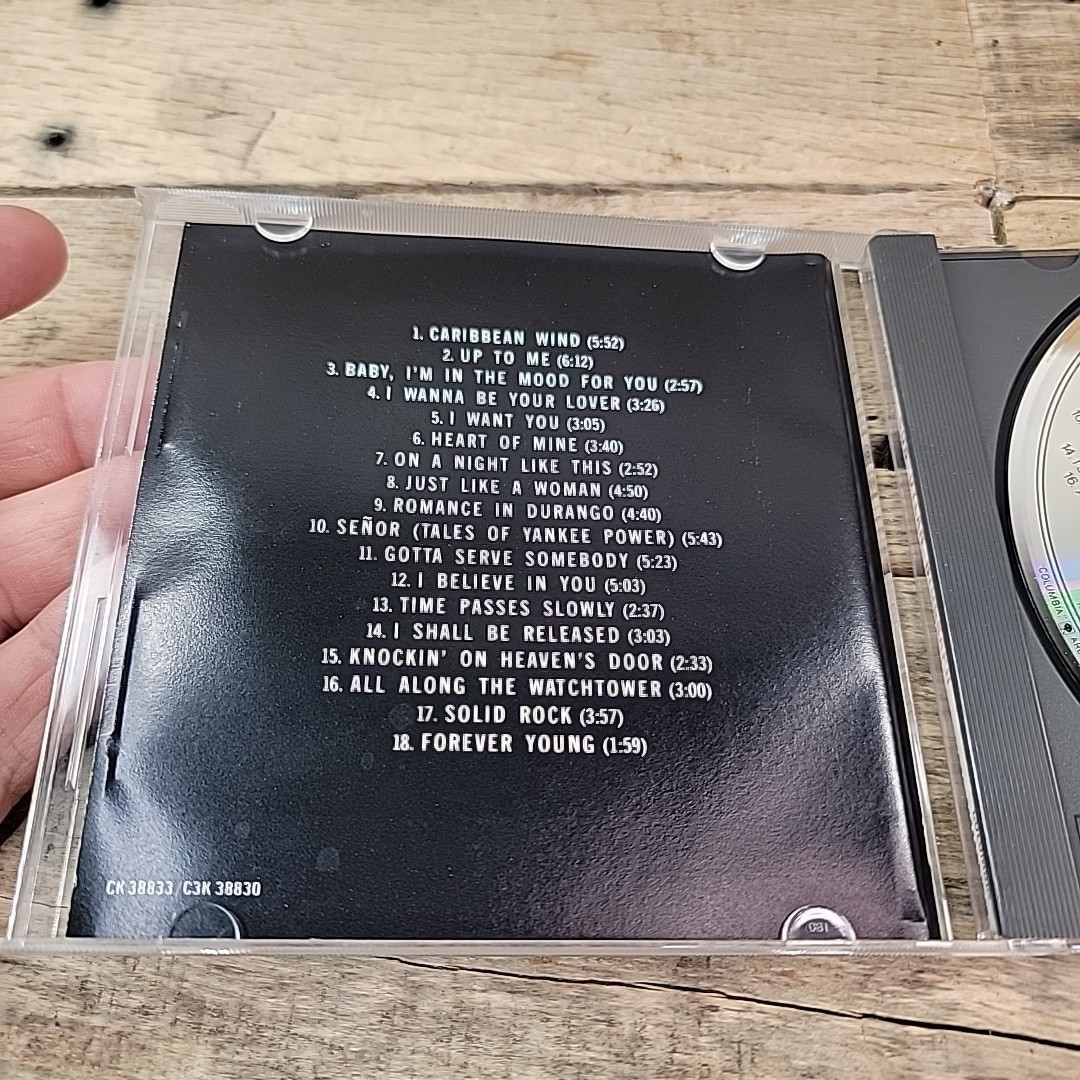 1. CARIBBEAN WIND (5:52)
2. UP TO ME (6:12)
3. BABY, I'M IN THE MOOD FOR YOU (2:57)
4. I WANNA BE YOUR LOVER (3:26)
5. I WANT YOU (3:05)
6. HEART OF MINE (3:40)
7. ON A NIGHT LIKE THIS (2:52)
8. JUST LIKE A WOMAN (4:50)
9. ROMANCE IN DURANGO (4:40)
10. SEÑOR (TALES OF YANKEE POWER) (5:43)
11. GOTTA SERVE SOMEBODY (5:23)
12. I BELIEVE IN YOU (5:03)
13. TIME PASSES SLOWLY (2:37)
14. I SHALL BE RELEASED (3:03)
15. KNOCKIN' ON HEAVEN'S DOOR (2:33)
16. ALL ALONG THE WATCHTOWER (3:00)
17. SOLID ROCK (3:57)
18. FOREVER YOUNG (1:59)
CK 38833/C3K 38830
10
14.
16.
COLUMBIA